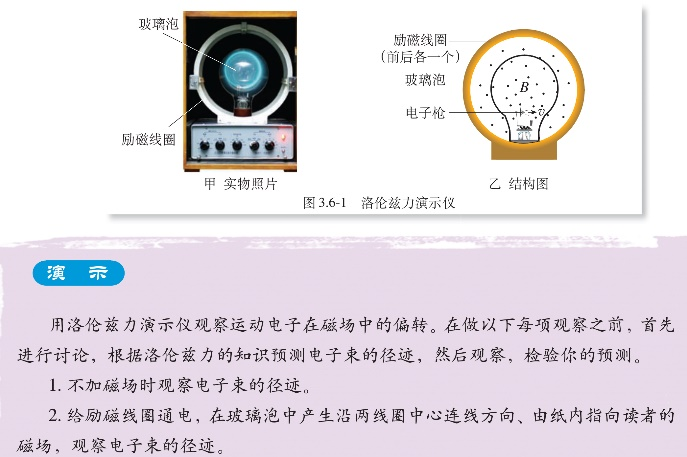 玻璃泡
励磁线圈
甲 实物照片
励磁线圈
（前后各一个）
玻璃泡
电子枪
B
v
乙 结构图
图 3.6-1 洛伦兹力演示仪
演 示
用洛伦兹力演示仪观察运动电子在磁场中的偏转。在做以下每项观察之前，首先
进行讨论，根据洛伦兹力的知识预测电子束的径迹，然后观察，检验你的预测。
1. 不加磁场时观察电子束的径迹。
2. 给励磁线圈通电，在玻璃泡中产生沿两线圈中心连线方向、由纸内指向读者的
磁场，观察电子束的径迹。